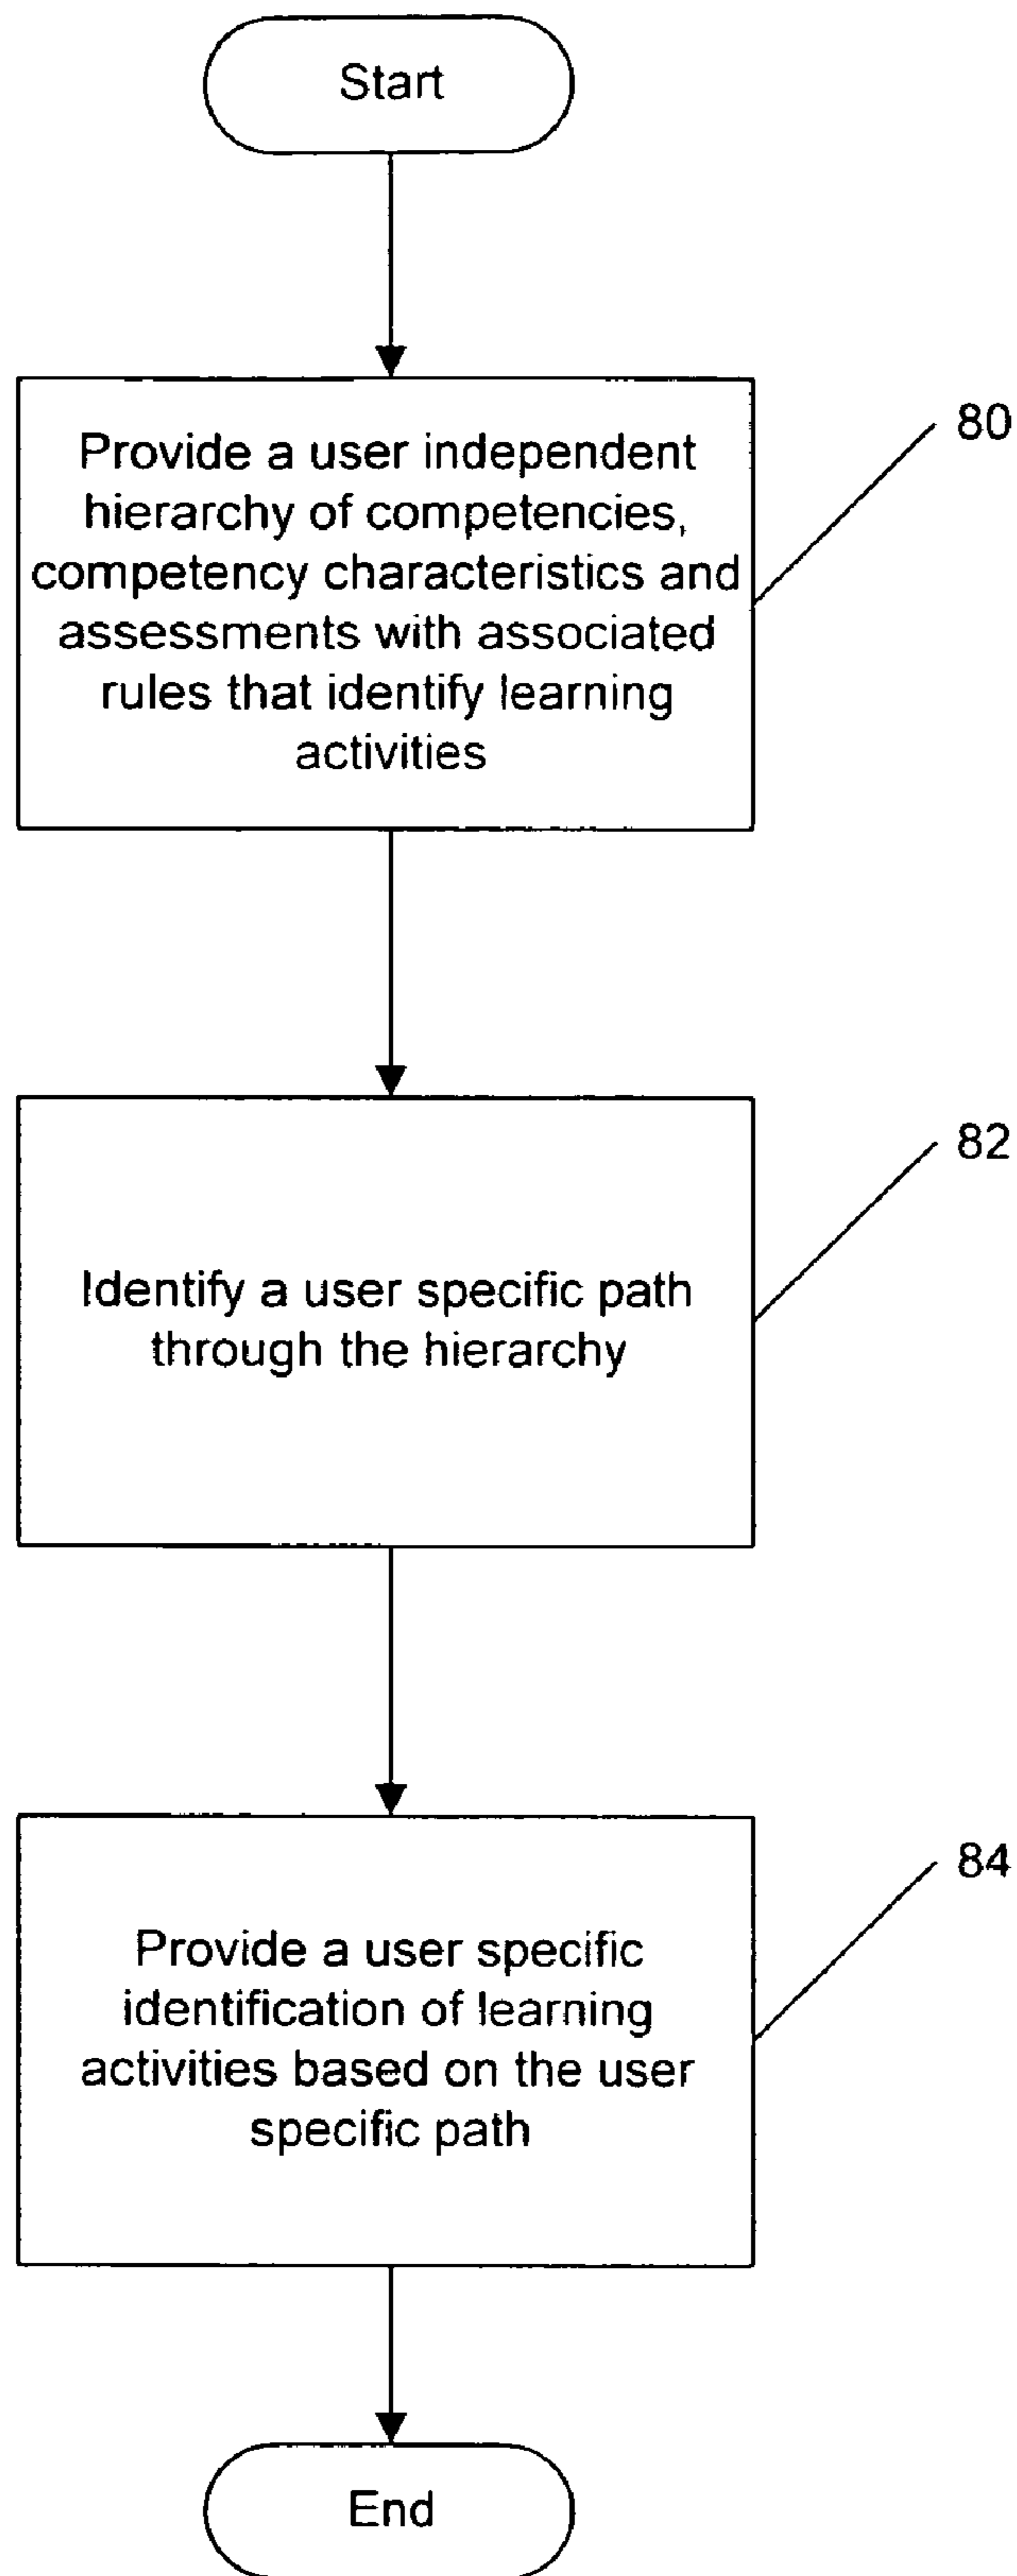 Start
Provide a user independent
hierarchy of competencies,
competency characteristics and
assessments with associated
rules that identify learning
activities
80
Identify a user specific path
through the hierarchy
82
Provide a user specific
identification of learning
activities based on the user
specific path
84
End